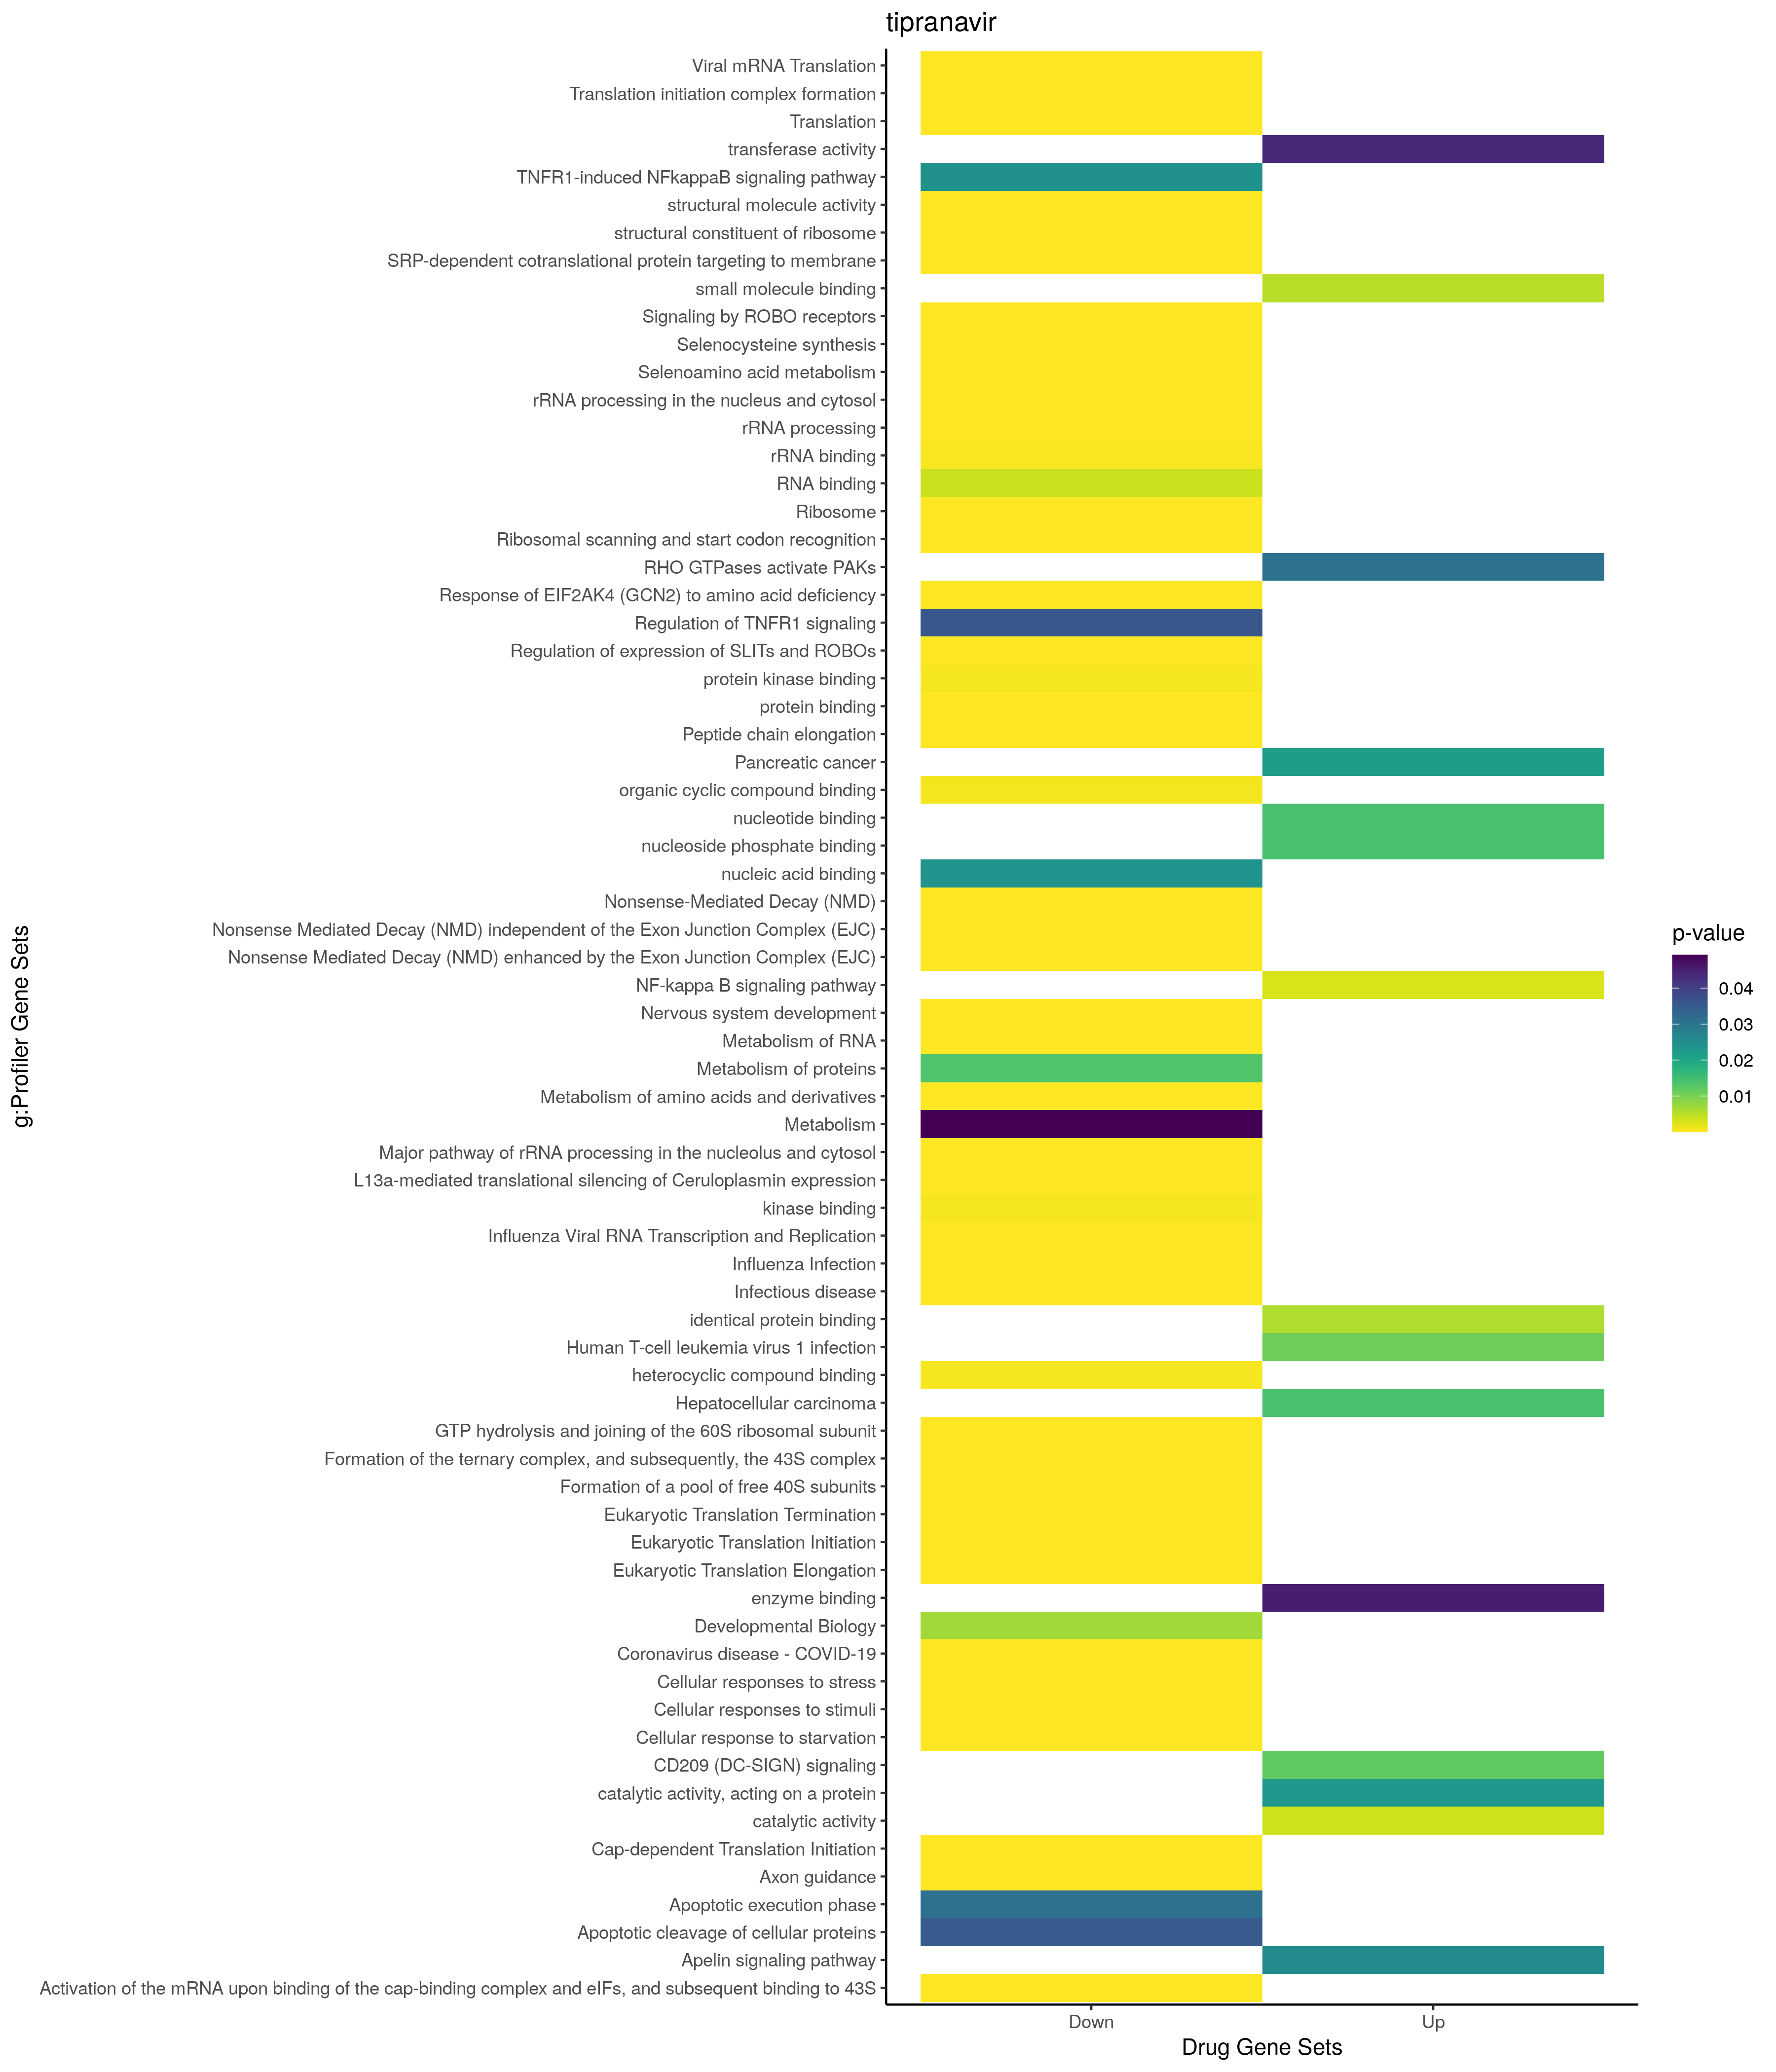 tipranavir
Viral mRNA Translation
Translation initiation complex formation
Translation
transferase activity
TNFR1-induced NFkappaB signaling pathway
structural molecule activity
structural constituent of ribosome
SRP-dependent cotranslational protein targeting to membrane
small molecule binding
Signaling by ROBO receptors
Selenocysteine synthesis
Selenoamino acid metabolism
rRNA processing in the nucleus and cytosol
rRNA processing
rRNA binding
RNA binding
Ribosome
Ribosomal scanning and start codon recognition
RHO GTPases activate PAKs
Response of EIF2AK4 (GCN2) to amino acid deficiency
Regulation of TNFR1 signaling
Regulation of expression of SLITs and ROBOs
protein kinase binding
protein binding
Peptide chain elongation
Pancreatic cancer
organic cyclic compound binding
nucleotide binding
nucleoside phosphate binding
nucleic acid binding
Nonsense-Mediated Decay (NMD)
Nonsense Mediated Decay (NMD) independent of the Exon Junction Complex (EJC)
Nonsense Mediated Decay (NMD) enhanced by the Exon Junction Complex (EJC)
NF-kappa B signaling pathway
Nervous system development
Metabolism of RNA
Metabolism of proteins
Metabolism of amino acids and derivatives
Metabolism
Major pathway of rRNA processing in the nucleolus and cytosol
L13a-mediated translational silencing of Ceruloplasmin expression
kinase binding
Influenza Viral RNA Transcription and Replication
Influenza Infection
Infectious disease
identical protein binding
Human T-cell leukemia virus 1 infection
heterocyclic compound binding
Hepatocellular carcinoma
GTP hydrolysis and joining of the 60S ribosomal subunit
Formation of the ternary complex, and subsequently, the 43S complex
Formation of a pool of free 40S subunits
Eukaryotic Translation Termination
Eukaryotic Translation Initiation
Eukaryotic Translation Elongation
enzyme binding
Developmental Biology
Coronavirus disease - COVID-19
Cellular responses to stress
Cellular responses to stimuli
Cellular response to starvation
CD209 (DC-SIGN) signaling
catalytic activity, acting on a protein
catalytic activity
Cap-dependent Translation Initiation
Axon guidance
Apoptotic execution phase
Apoptotic cleavage of cellular proteins
Apelin signaling pathway
Activation of the mRNA upon binding of the cap-binding complex and eIFs, and subsequent binding to 43S
g:Profiler Gene Sets
Down
Up
Drug Gene Sets
p-value
0.04
0.03
0.02
0.01